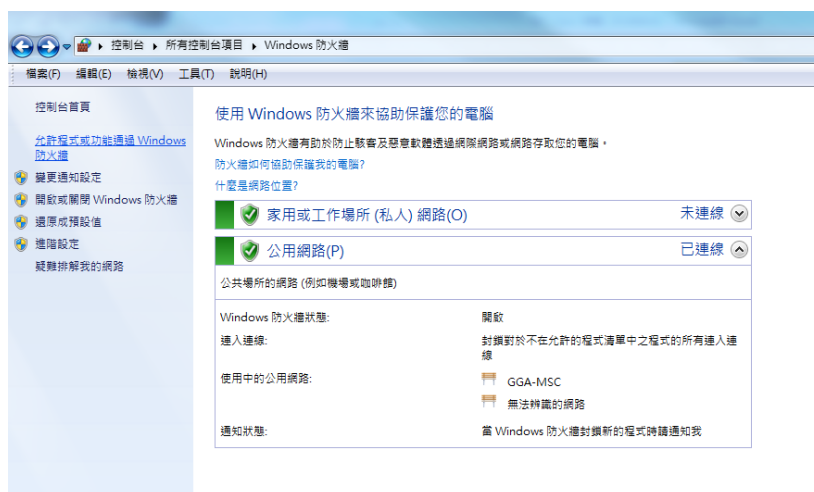 控制台 ▸ 所有控制台項目 ▸ Windows 防火牆
檔案(F) 編輯(E) 檢視(V) 工具(T) 說明(H)
控制台首頁
允許程式或功能通過 Windows
防火牆
變更通知設定
開啟或關閉 Windows 防火牆
還原成預設值
進階設定
疑難排解我的網路
使用 Windows 防火牆來協助保護您的電腦
Windows 防火牆有助於防止駭客及惡意軟體透過網際網路或網路存取您的電腦。
防火牆如何協助保護我的電腦?
什麼是網路位置?
家用或工作場所 (私人) 網路(O) 未連線
公用網路(P) 已連線
公共場所的網路 (例如機場或咖啡館)
Windows 防火牆狀態: 開啟
連入連線: 封鎖對於不在允許的程式清單中之程式的所有連入連
線
使用中的公用網路: GGA-MSC
無法辨識的網路
通知狀態: 當 Windows 防火牆封鎖新的程式時請通知我